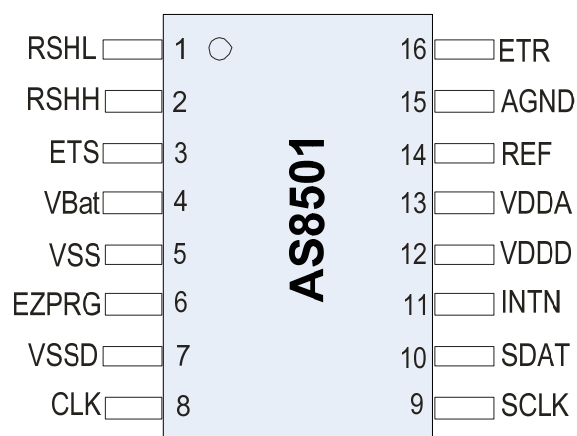 RSHL 1 16 ETR
RSHH 2 15 AGND
ETS 3 14 REF
VBat 4 13 VDDA
VSS 5 12 VDDD
EZPRG 6 11 INTN
VSSD 7 10 SDAT
CLK 8 9 SCLK
AS8501